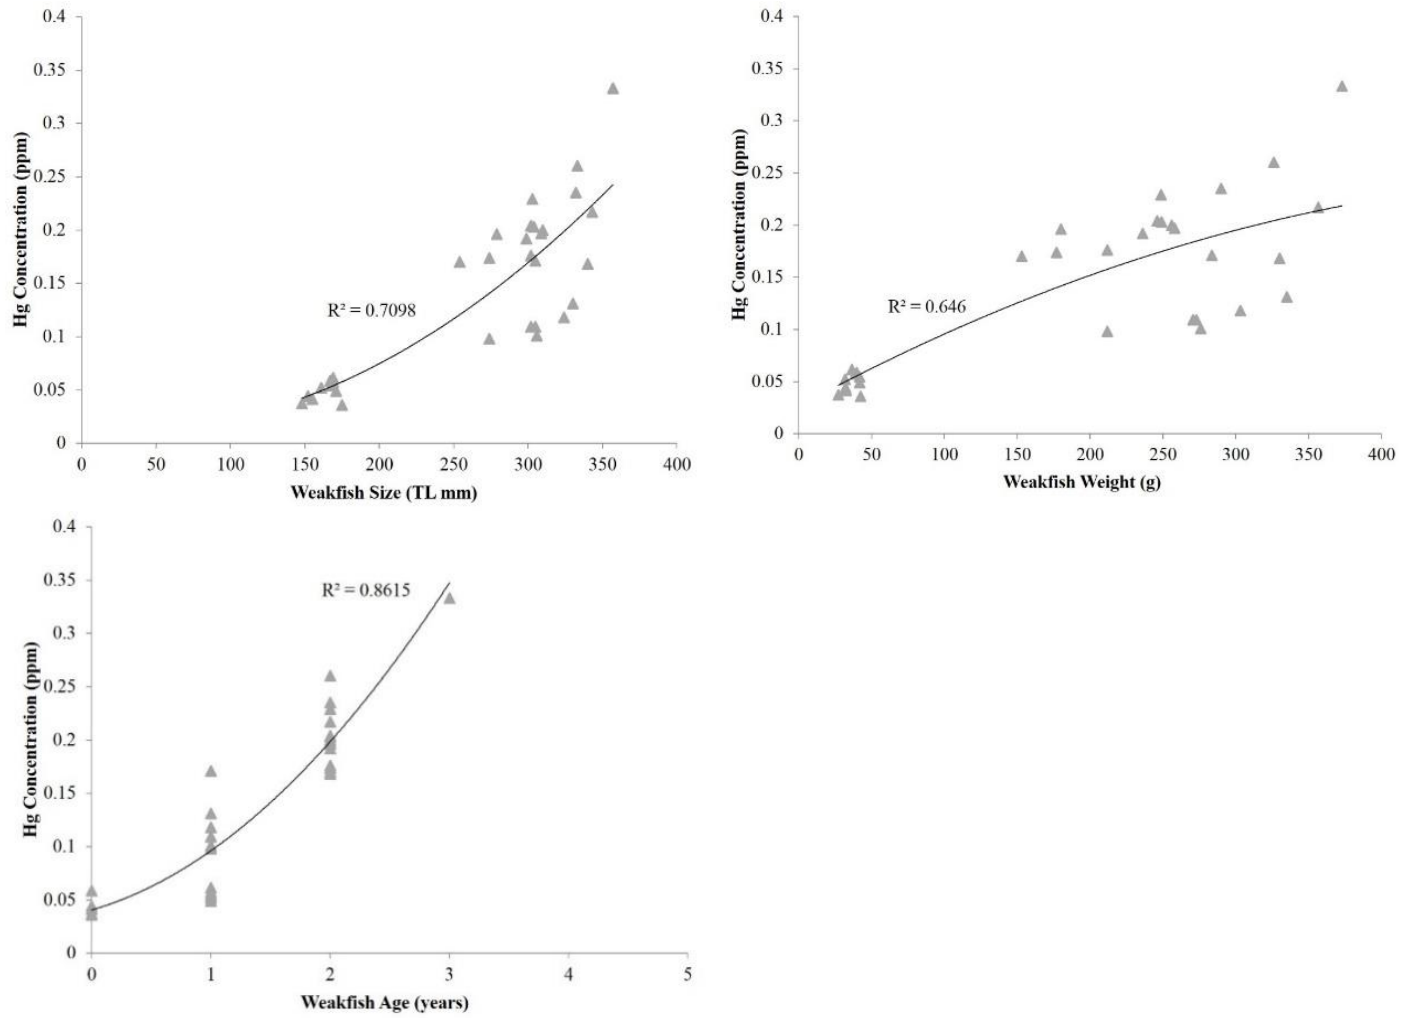 0.4
0.35
0.3
0.25
0.2
0.15
0.1
0.05
0
Hg Concentration (ppm)
R² = 0.7098
0 50 100 150 200 250 300 350 400
Weakfish Size (TL mm)
0.4
0.35
0.3
0.25
0.2
0.15
0.1
0.05
0
Hg Concentration (ppm)
R² = 0.646
0 50 100 150 200 250 300 350 400
Weakfish Weight (g)
0.4
0.35
0.3
0.25
0.2
0.15
0.1
0.05
0
Hg Concentration (ppm)
R² = 0.8615
0 1 2 3 4 5
Weakfish Age (years)